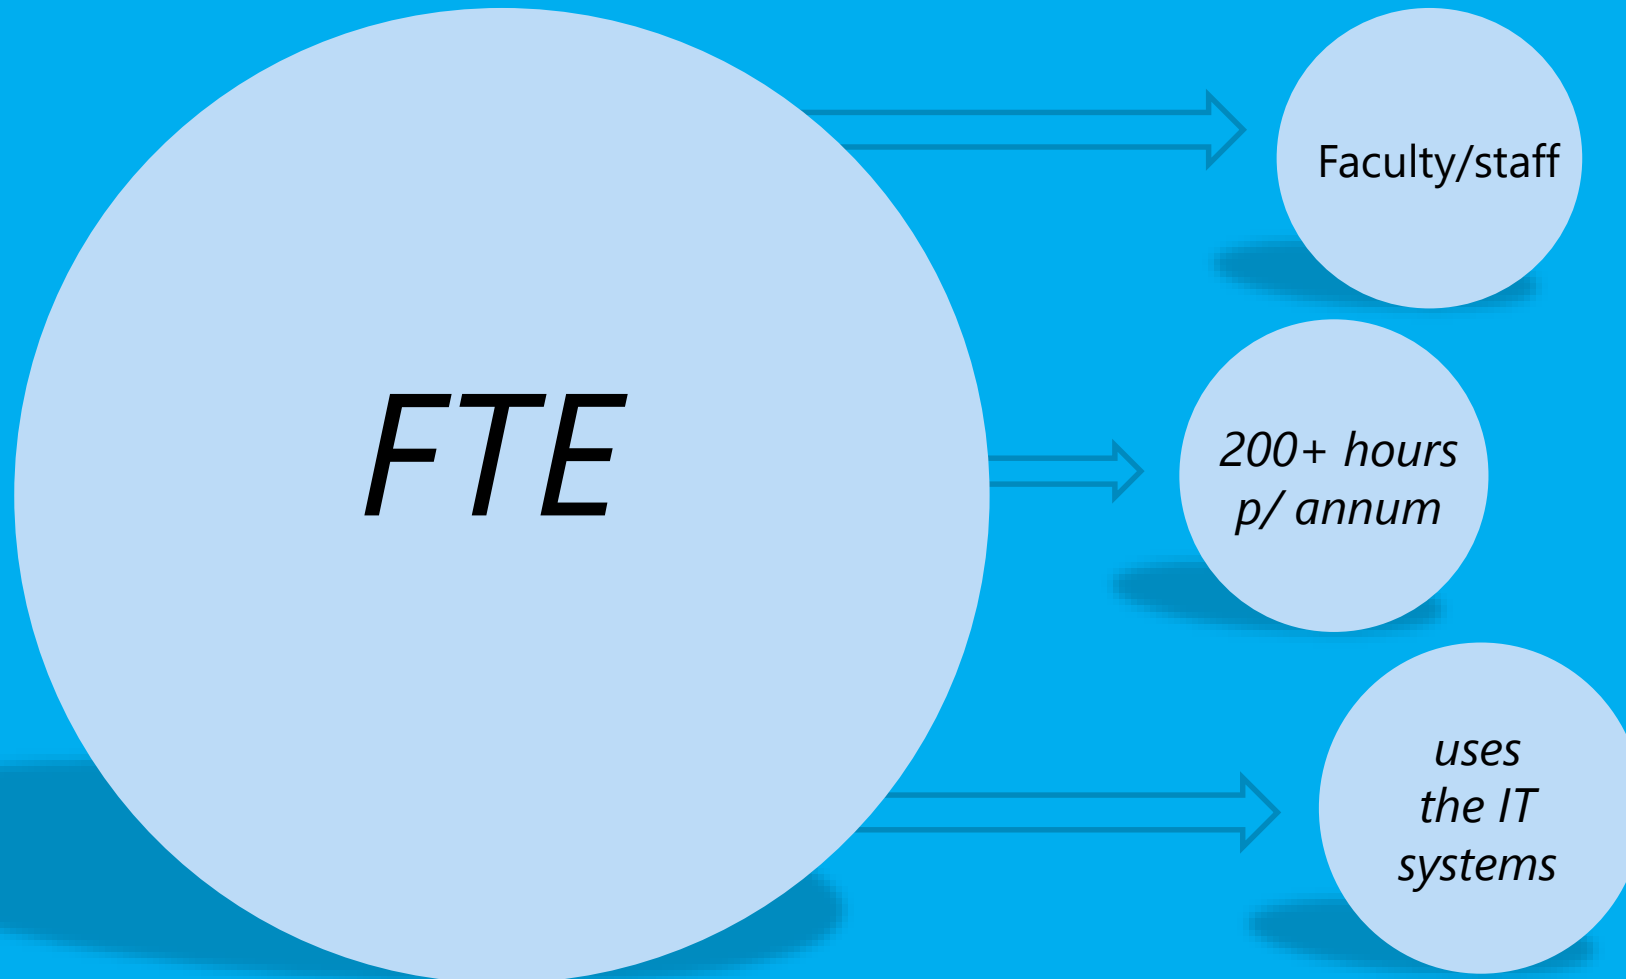 FTE
Faculty/staff
200+ hours
p/ annum
uses
the IT
systems